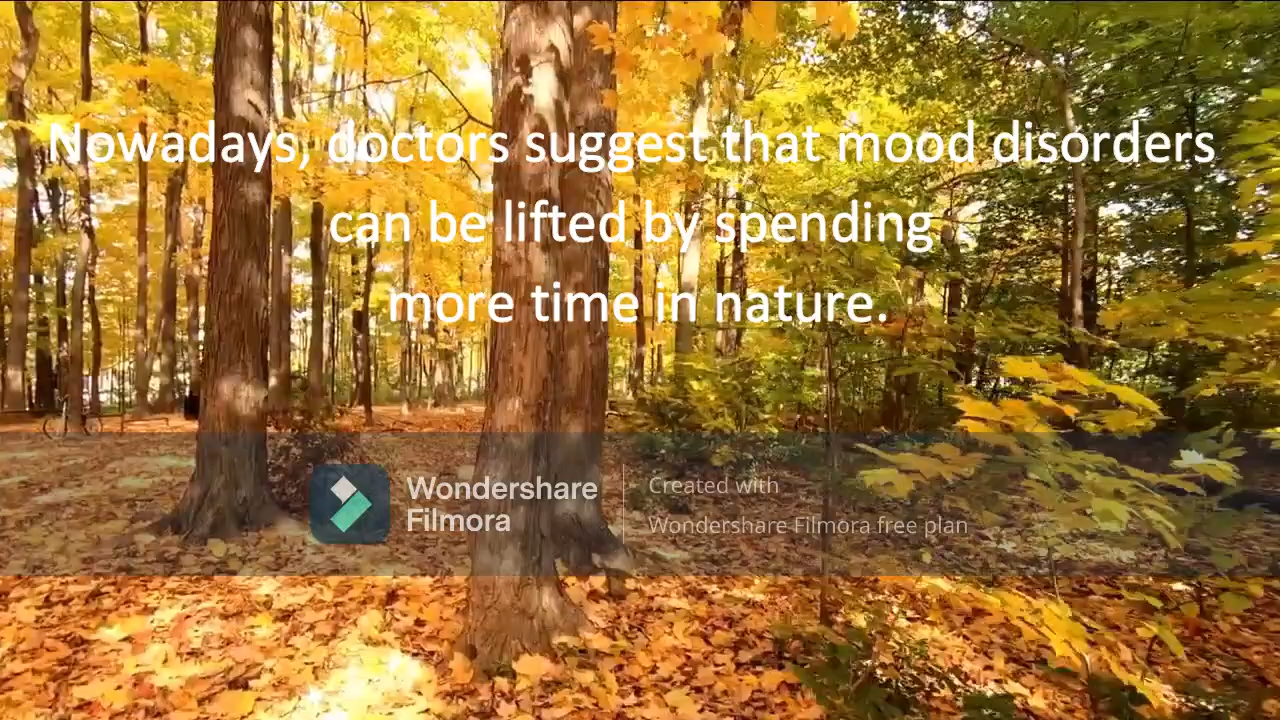 Nowadays, doctors suggest that mood disorders
can be lifted by spending
more time in nature.
Wondershare
Filmora
Created with
Wondershare Filmora free plan